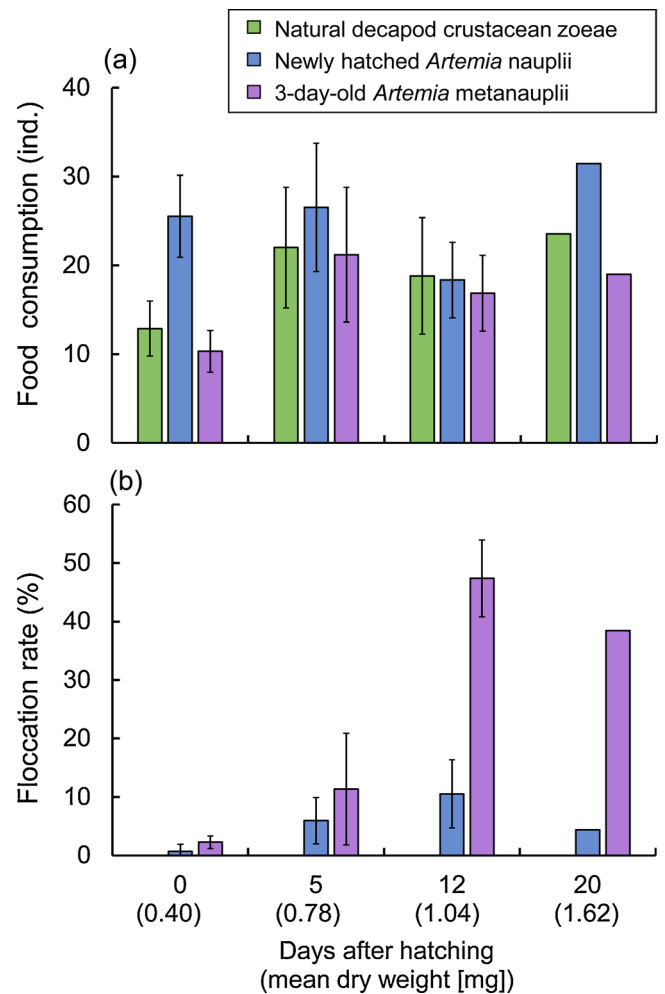 Natural decapod crustacean zoeae
Newly hatched Artemia nauplii
3-day-old Artemia metanauplii
(a)
40
30
20
10
0
Food consumption (ind.)
(b)
60
50
40
30
20
10
0
Floccation rate (%)
0 5 12 20
(0.40) (0.78) (1.04) (1.62)
Days after hatching
(mean dry weight [mg])